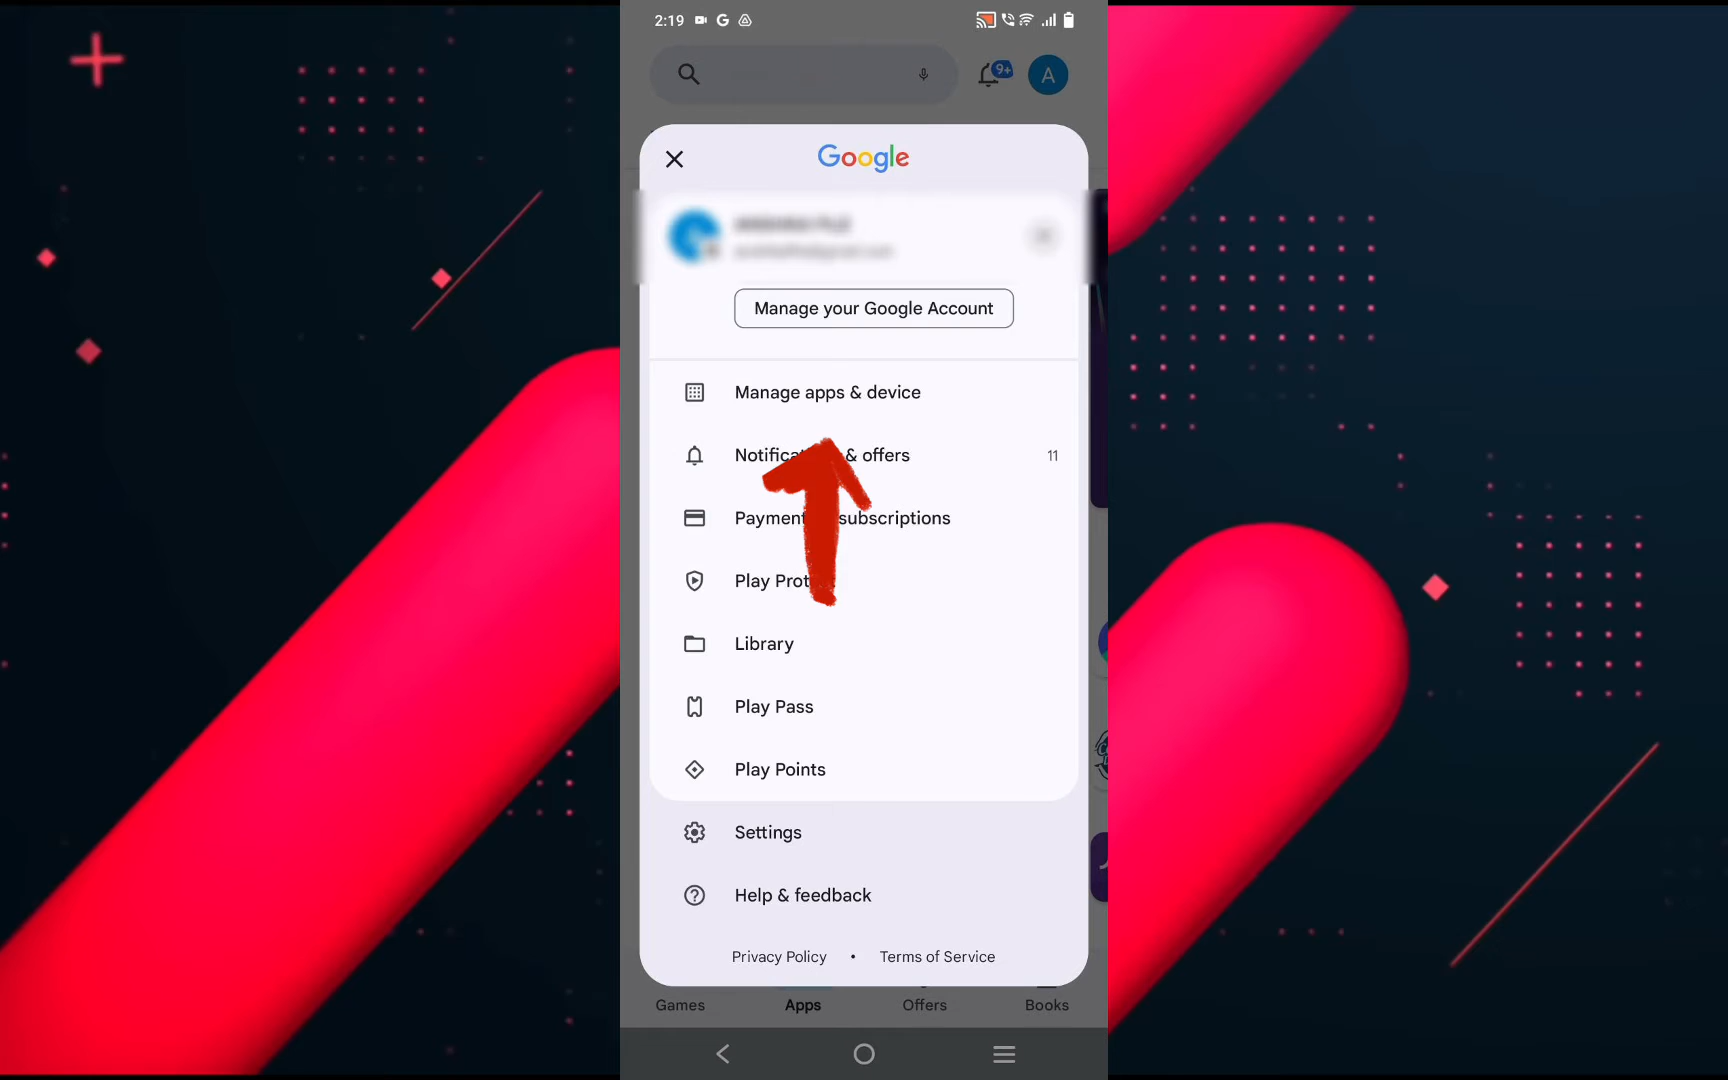 2:19
9+
A
Google
Manage your Google Account
Manage apps & device
Notifica & offers
11
Payment subscriptions
Play Prot
Library
Play Pass
Play Points
Settings
Help & feedback
Privacy Policy • Terms of Service
Games
Apps
Offers
Books